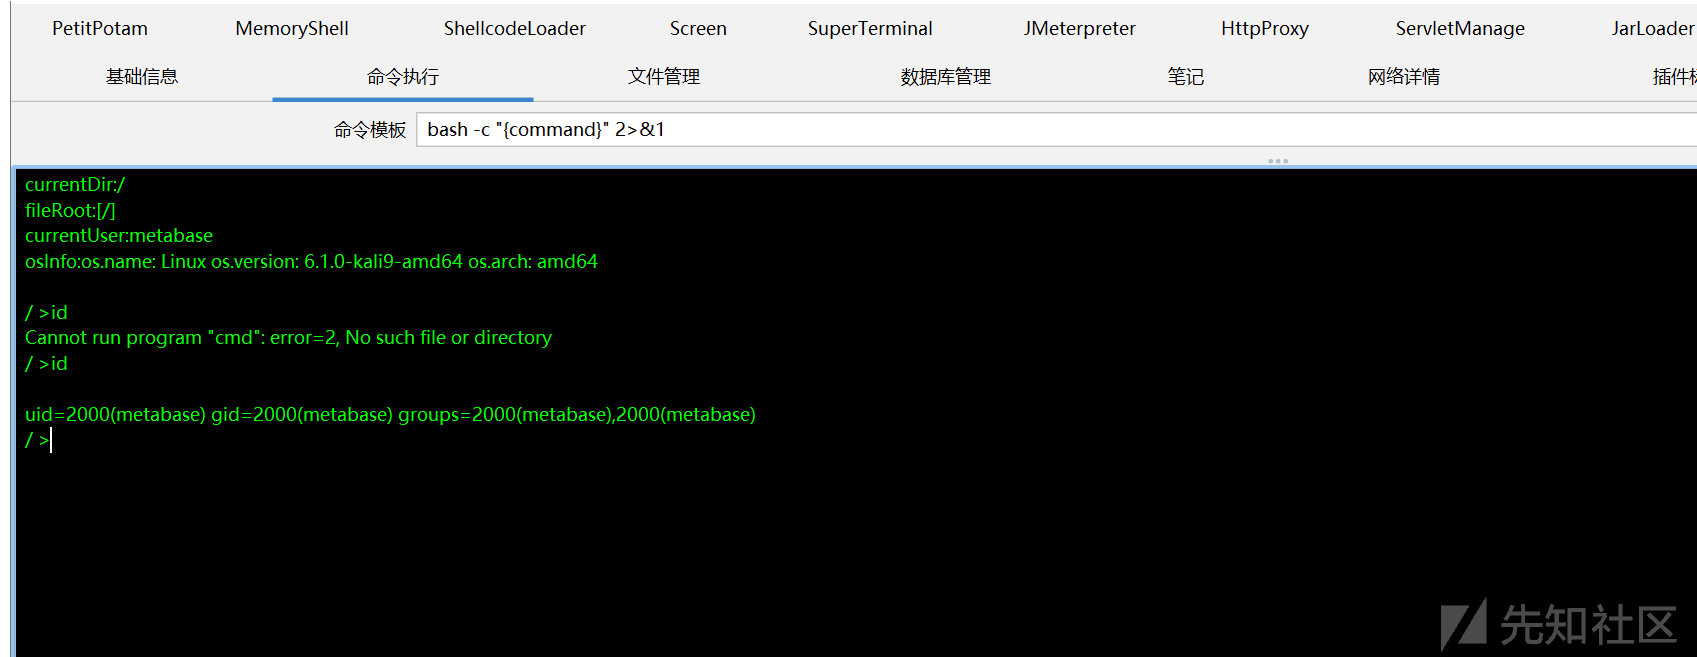 PetitPotam MemoryShell ShellcodeLoader Screen SuperTerminal JMeterpreter HttpProxy ServletManage JarLoader
基础信息 命令执行 文件管理 数据库管理 笔记 网络详情 插件标
命令模板 bash -c "{command}" 2>&1
currentDir:/
fileRoot:[/]
currentUser:metabase
osInfo:os.name: Linux os.version: 6.1.0-kali9-amd64 os.arch: amd64
/ >id
Cannot run program "cmd": error=2, No such file or directory
/ >id
uid=2000(metabase) gid=2000(metabase) groups=2000(metabase),2000(metabase)
/ >
先知社区